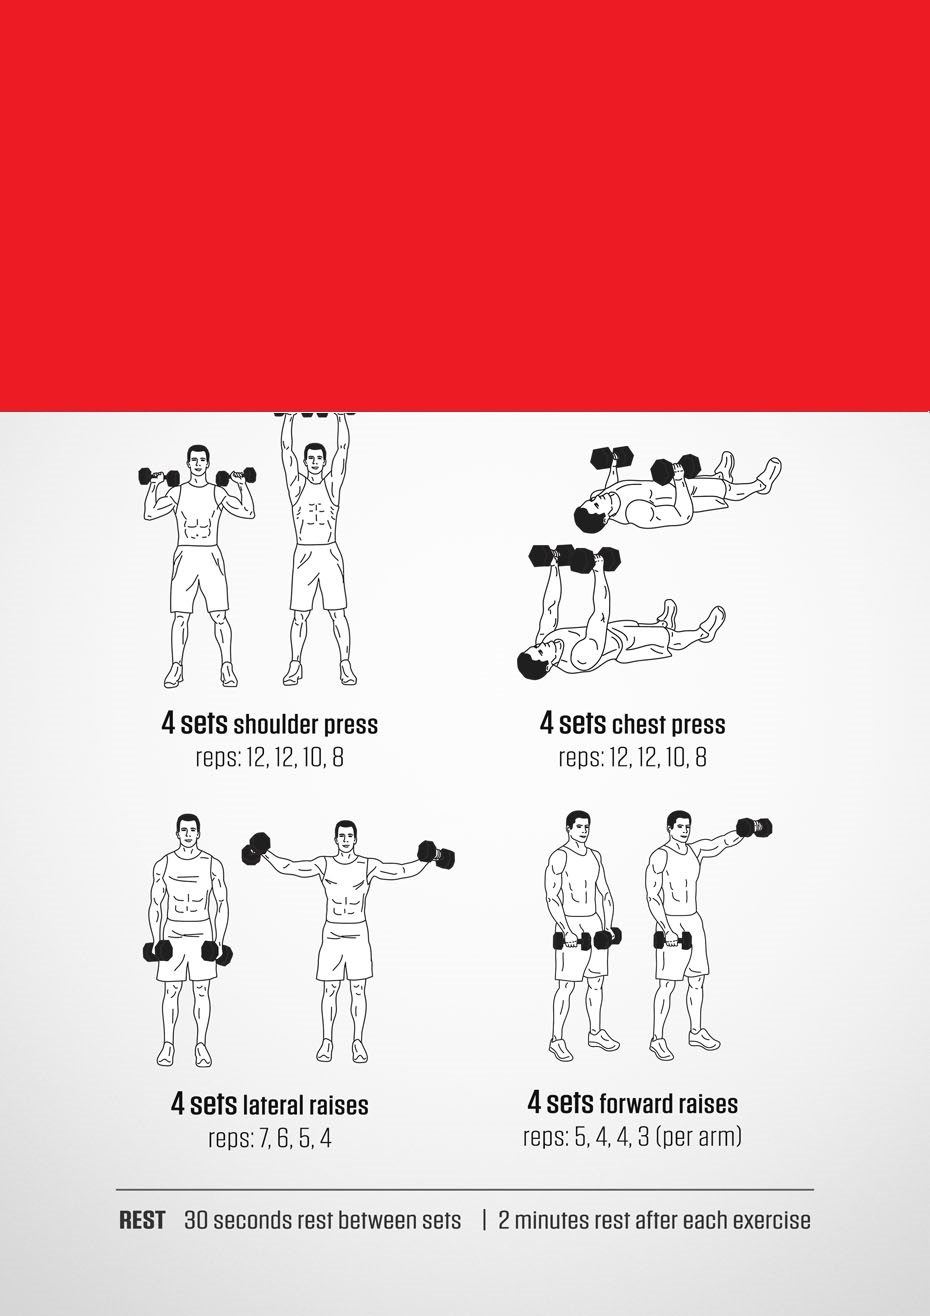 4 sets shoulder press
reps: 12, 12, 10, 8
4 sets chest press
reps: 12, 12, 10, 8
4 sets lateral raises
reps: 7, 6, 5, 4
4 sets forward raises
reps: 5, 4, 4, 3 (per arm)
REST 30 seconds rest between sets | 2 minutes rest after each exercise